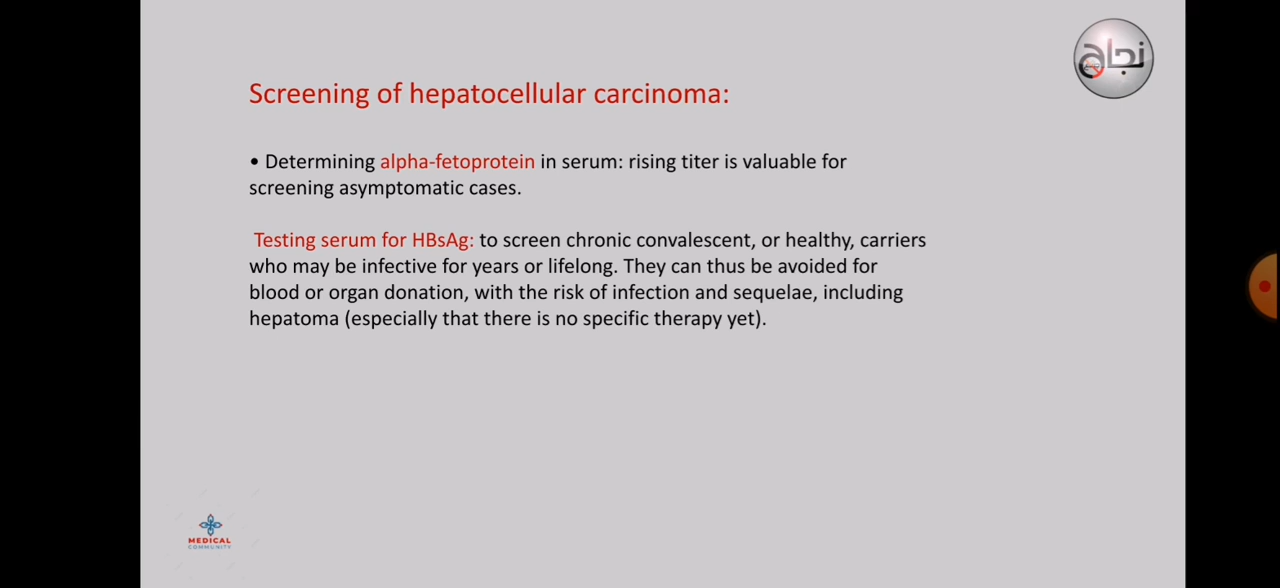 نجاح
Screening of hepatocellular carcinoma:
• Determining alpha-fetoprotein in serum: rising titer is valuable for
screening asymptomatic cases.
Testing serum for HBsAg: to screen chronic convalescent, or healthy, carriers
who may be infective for years or lifelong. They can thus be avoided for
blood or organ donation, with the risk of infection and sequelae, including
hepatoma (especially that there is no specific therapy yet).
MEDICAL
COMMUNITY